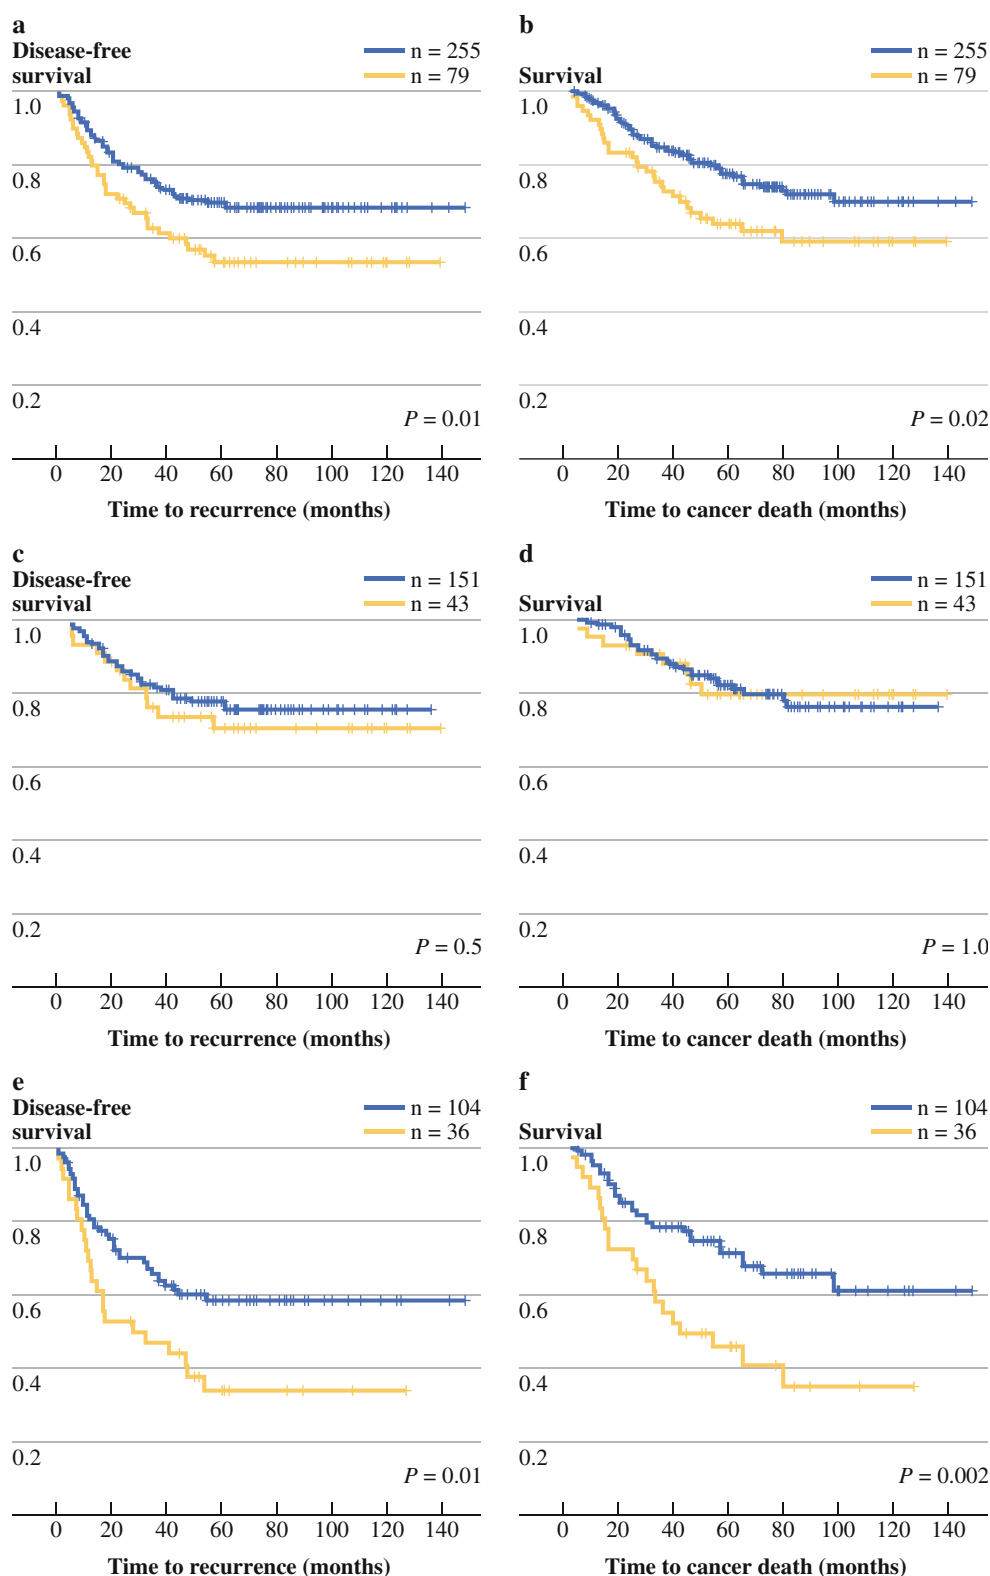 a
Disease-free
survival
n = 255
n = 79
1.0
0.8
0.6
0.4
0.2
P = 0.01
0 20 40 60 80 100 120 140
Time to recurrence (months)
b
Survival
n = 255
n = 79
1.0
0.8
0.6
0.4
0.2
P = 0.02
0 20 40 60 80 100 120 140
Time to cancer death (months)
c
Disease-free
survival
n = 151
n = 43
1.0
0.8
0.6
0.4
0.2
P = 0.5
0 20 40 60 80 100 120 140
Time to recurrence (months)
d
Survival
n = 151
n = 43
1.0
0.8
0.6
0.4
0.2
P = 1.0
0 20 40 60 80 100 120 140
Time to cancer death (months)
e
Disease-free
survival
n = 104
n = 36
1.0
0.8
0.6
0.4
0.2
P = 0.01
0 20 40 60 80 100 120 140
Time to recurrence (months)
f
Survival
n = 104
n = 36
1.0
0.8
0.6
0.4
0.2
P = 0.002
0 20 40 60 80 100 120 140
Time to cancer death (months)